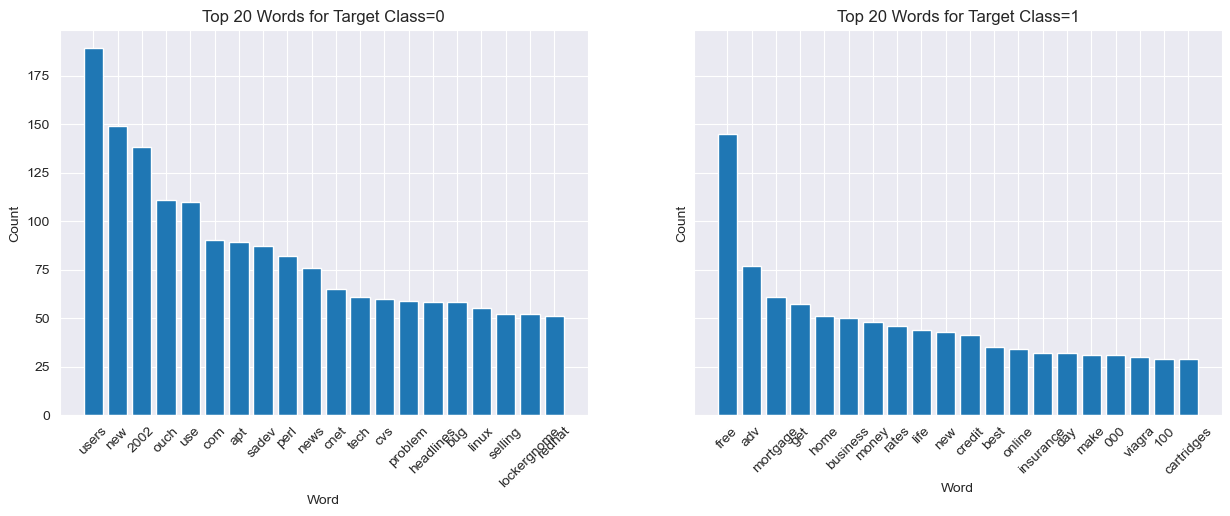 Top 20 Words for Target Class=0
Count
175
150
125
100
75
50
25
0
users
new
2002
ouch
use
com
apt
sadev
perl
news
cnet
tech
cvs
problem
headlines
bug
linux
selling
lockergnome
redhat
Word
Top 20 Words for Target Class=1
Count
free
adv
mortgage
get
home
business
money
rates
life
new
credit
best
online
insurance
day
make
000
viagra
100
cartridges
Word